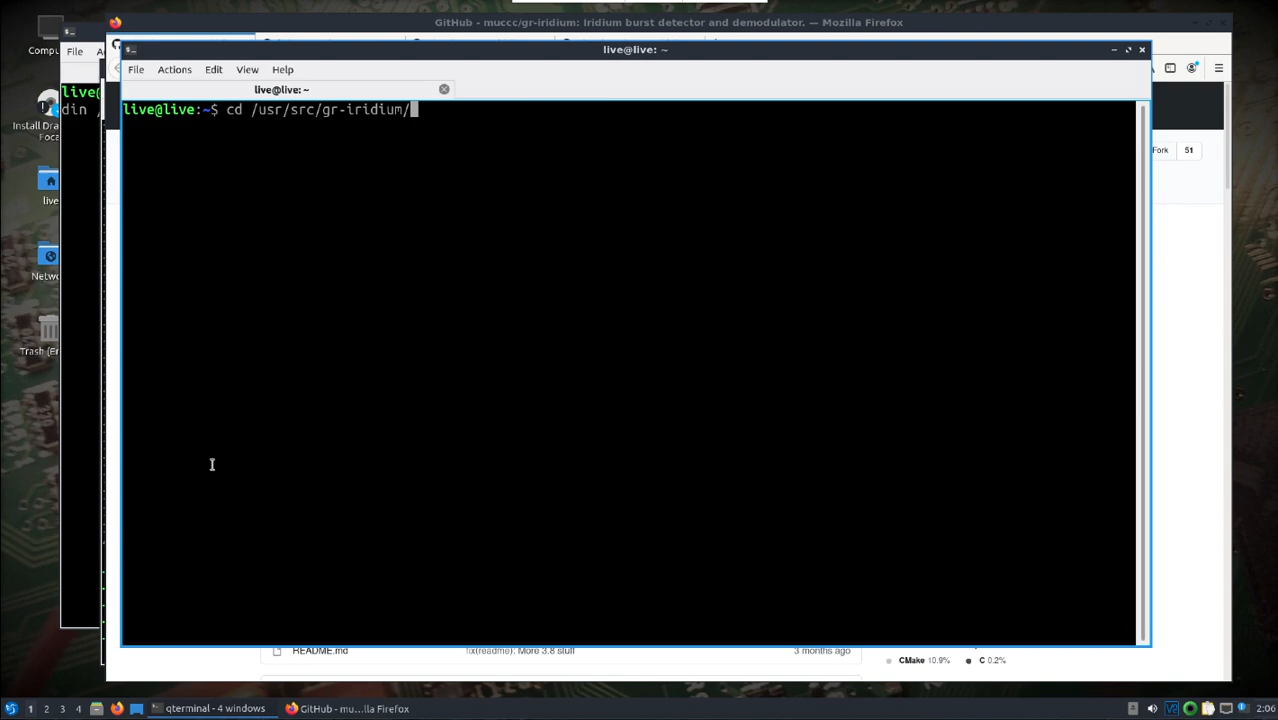 GitHub - muccc/gr-iridium: Iridium burst detector and demodulator. — Mozilla Firefox
live@live: ~
File Actions Edit View Help
live@live: ~
live@live:~$ cd /usr/src/gr-iridium/
File
live@
din
Compu
Install Dra
Foca
live
Netwo
Trash (E
Fork 51
README.md fix(readme): More 3.8 stuff 3 months ago
CMake 10.9% C 0.2%
1 2 3 4 qterminal - 4 windows GitHub - mu...lla Firefox 2:06